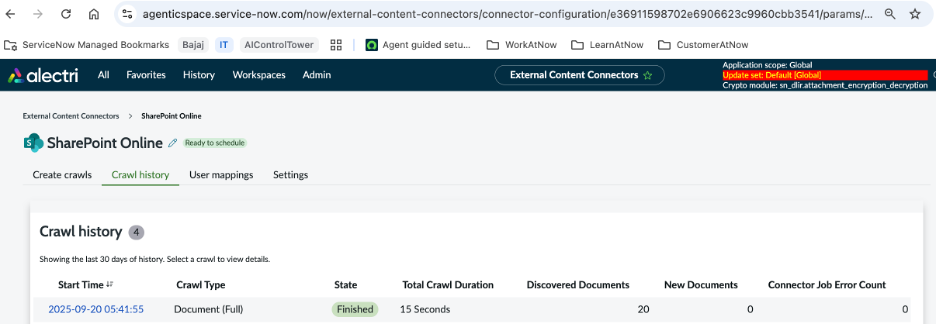 agenticspace.service-now.com/now/external-content-connectors/connector-configuration/e36911598702e6906623c9960cbb3541/params/...
ServiceNow Managed Bookmarks Bajaj IT AIControlTower Agent guided setu... WorkAtNow LearnAtNow CustomerAtNow
alectri All Favorites History Workspaces Admin External Content Connectors ☆
Application scope: Global
Update set: Default [Global]
Crypto module: sn_dlir.attachment_encryption_decryption
External Content Connectors > SharePoint Online
S SharePoint Online Ready to schedule
Create crawls Crawl history User mappings Settings
Crawl history 4
Showing the last 30 days of history. Select a crawl to view details.
Start Time Crawl Type State Total Crawl Duration Discovered Documents New Documents Connector Job Error Count
2025-09-20 05:41:55 Document (Full) Finished 15 Seconds 20 0 0